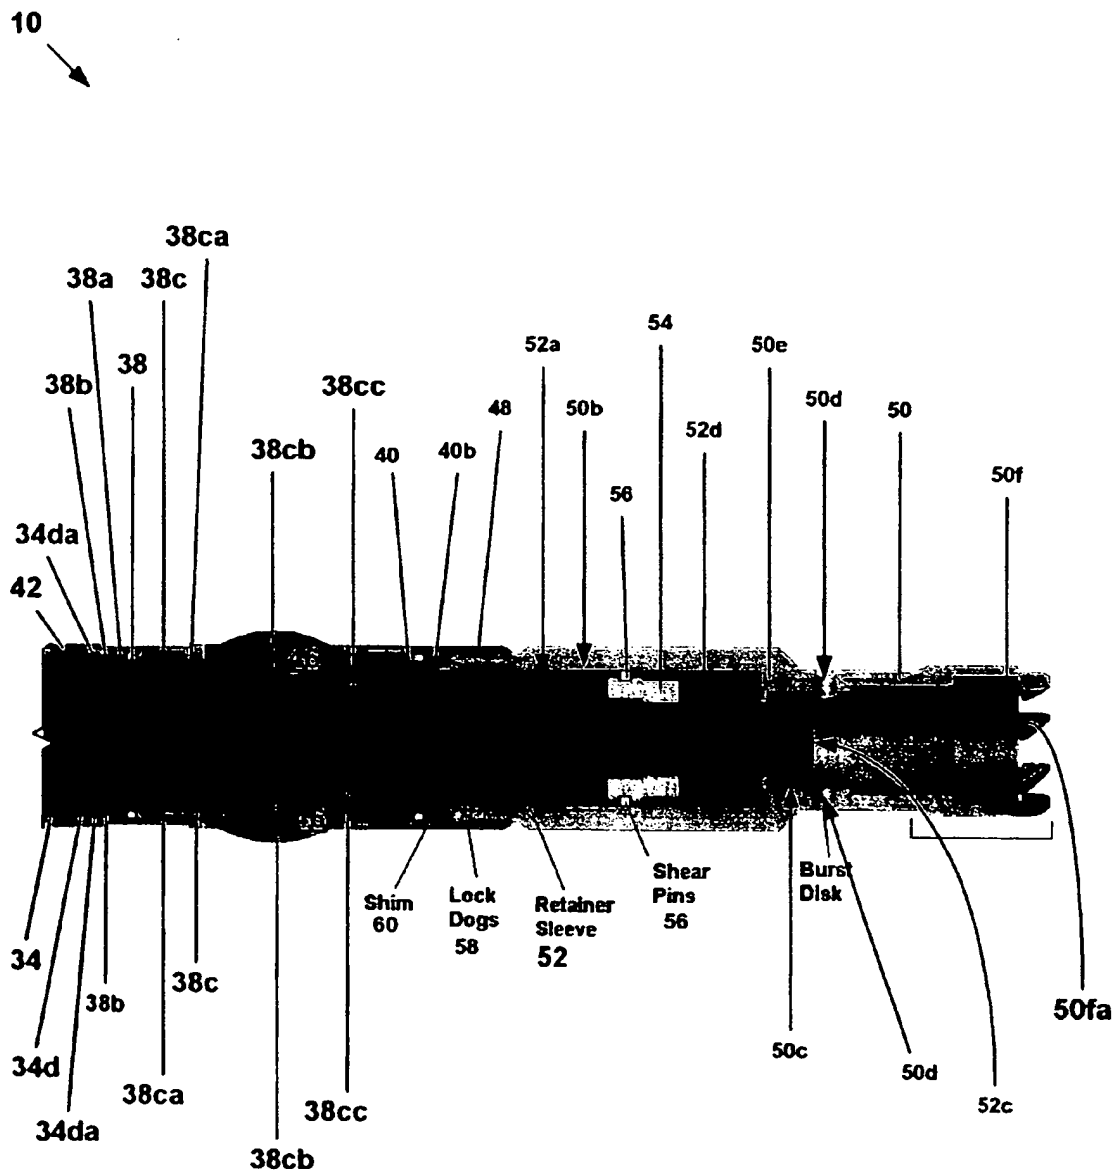 10
38ca
38a
38c
54
52a
50e
38
38b
38cc
50d
50
50b
48
52d
38cb
40
40b
50f
56
34da
42
Shim
60
Lock
Dogs
58
Retainer
Sleeve
52
Shear
Pins
56
Burst
Disk
34
38b
38c
50fa
34d
38ca
38cc
50c
50d
34da
52c
38cb